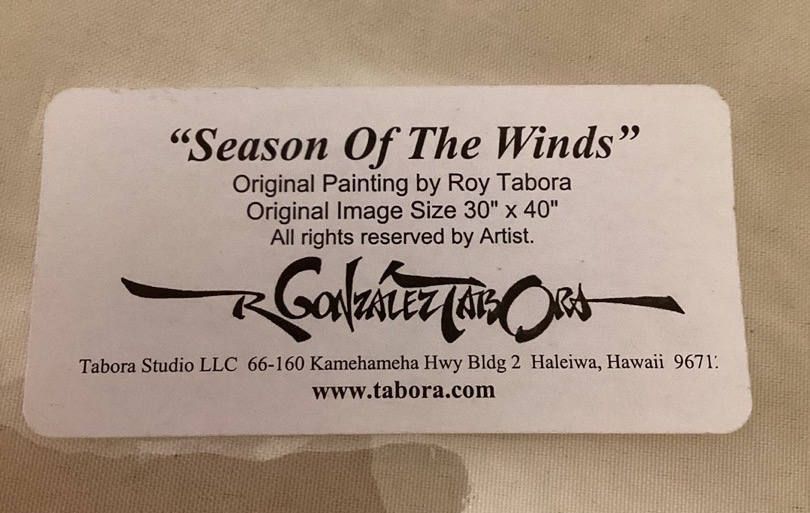 “Season Of The Winds”
Original Painting by Roy Tabora
Original Image Size 30" x 40"
All rights reserved by Artist.
R GONZÁLEZ TABORA
Tabora Studio LLC 66-160 Kamehameha Hwy Bldg 2 Haleiwa, Hawaii
www.tabora.com